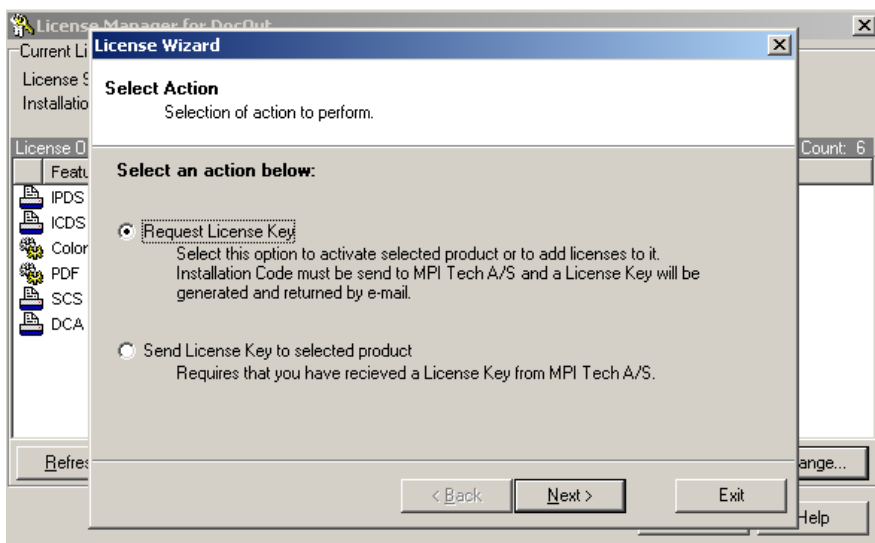 License Manager for DocOut
License Wizard
Current Li
License S
Installatio
Select Action
Selection of action to perform.
License O
Count: 6
Featu
Select an action below:
IPDS
ICDS
Request License Key
Color
Select this option to activate selected product or to add licenses to it.
PDF
Installation Code must be send to MPI Tech A/S and a License Key will be
SCS
generated and returned by e-mail.
DCA
Send License Key to selected product
Requires that you have recieved a License Key from MPI Tech A/S.
Refres
ange...
< Back
Next >
Exit
Help